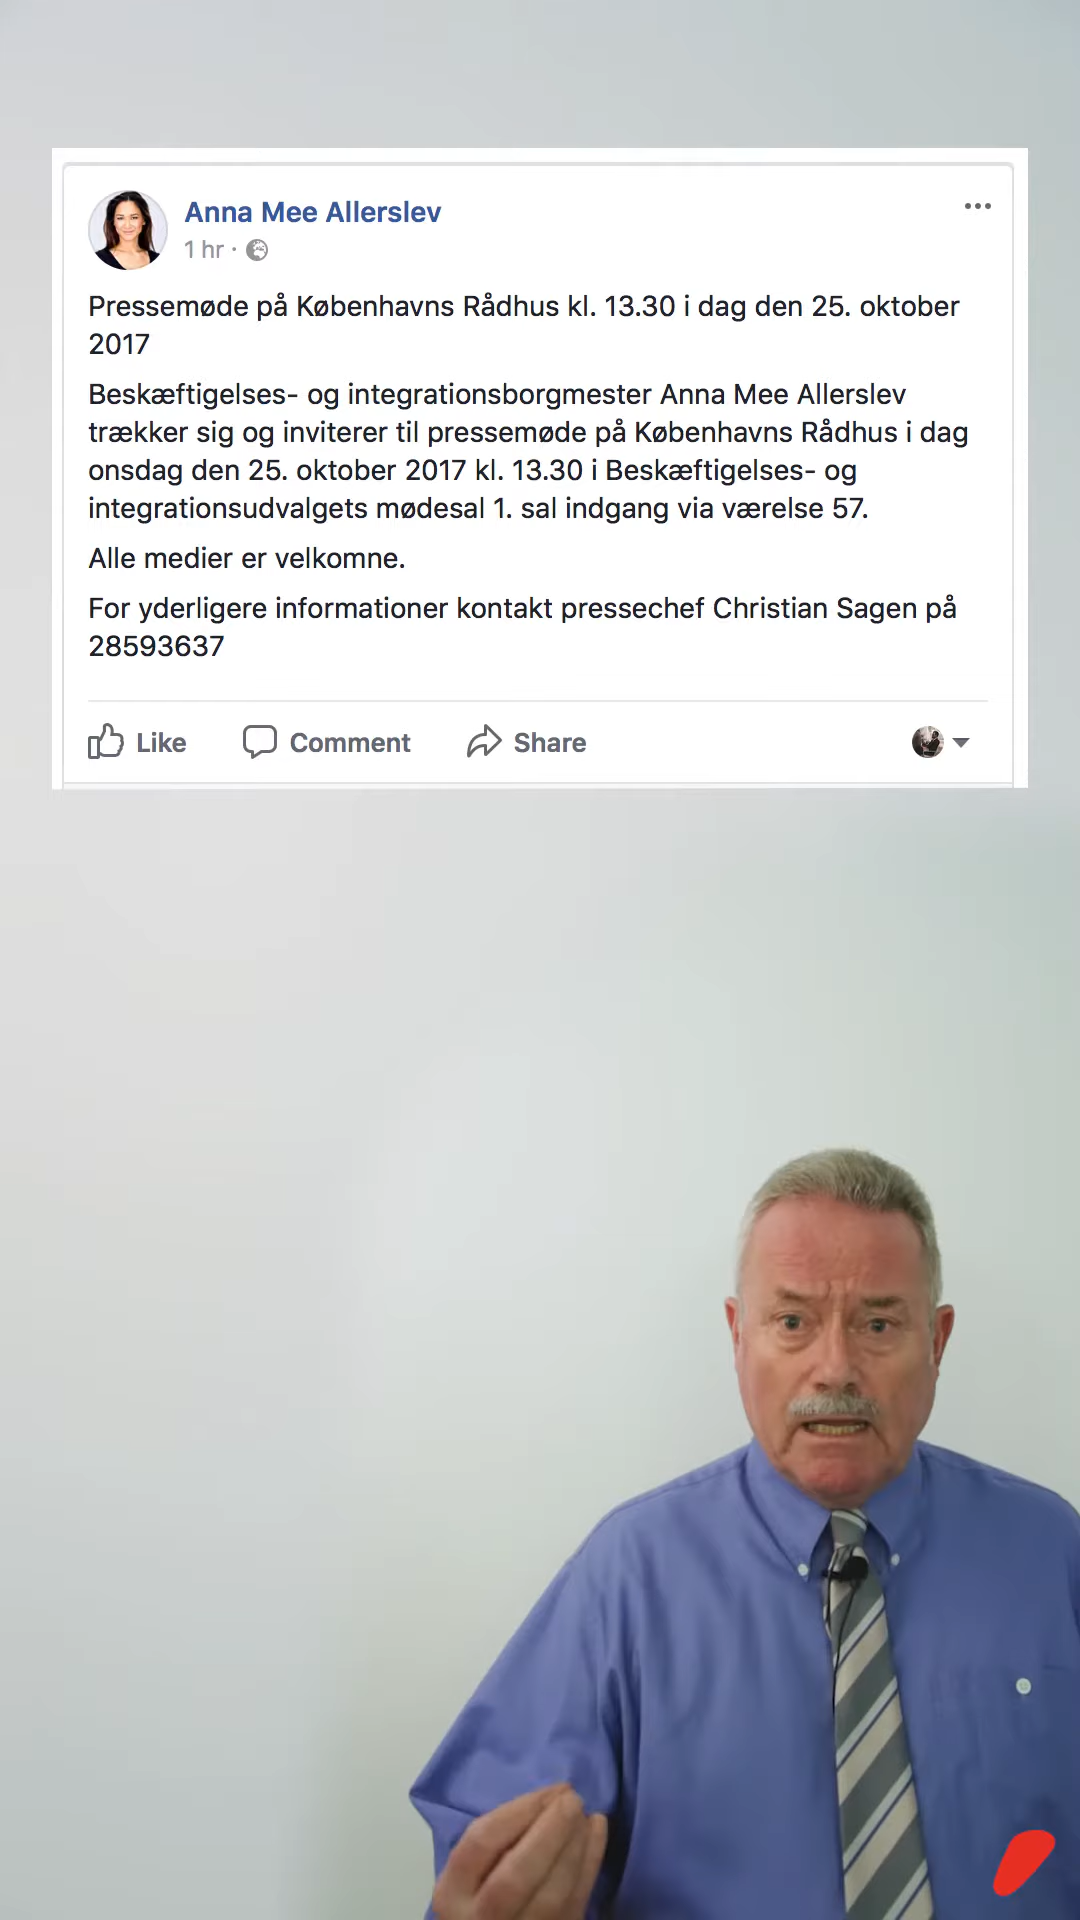 Anna Mee Allerslev
1 hr ·
Pressemøde på Københavns Rådhus kl. 13.30 i dag den 25. oktober
2017
Beskæftigelses- og integrationsborgmester Anna Mee Allerslev
trækker sig og inviterer til pressemøde på Københavns Rådhus i dag
onsdag den 25. oktober 2017 kl. 13.30 i Beskæftigelses- og
integrationsudvalgets mødesal 1. sal indgang via værelse 57.
Alle medier er velkomne.
For yderligere informationer kontakt pressechef Christian Sagen på
28593637
Like Comment Share